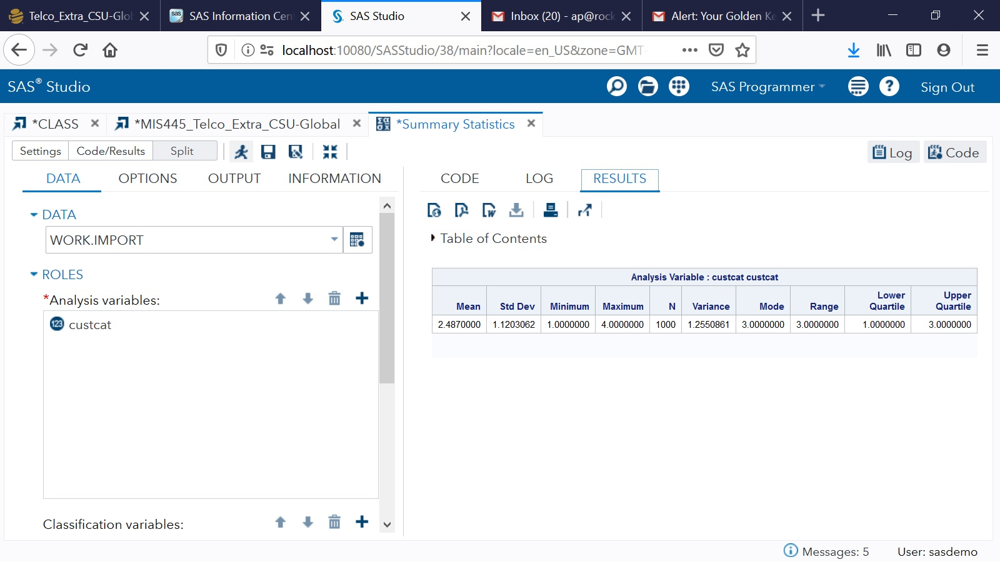 Telco_Extra_CSU-Glo
SAS Information Cen
SAS Studio
Inbox (20) - ap@rock
Alert: Your Golden Ke
localhost:10080/SASStudio/38/main?locale=en_US&zone=GMT-
SAS® Studio
SAS Programmer
Sign Out
*CLASS
*MIS445_Telco_Extra_CSU-Global
*Summary Statistics
Settings Code/Results Split
Log Code
DATA OPTIONS OUTPUT INFORMATION
CODE LOG RESULTS
DATA
WORK.IMPORT
ROLES
*Analysis variables:
123 custcat
Classification variables:
Table of Contents
Analysis Variable : custcat custcat
Mean Std Dev Minimum Maximum N Variance Mode Range Lower Quartile Upper Quartile
2.4870000 1.1203062 1.0000000 4.0000000 1000 1.2550861 3.0000000 3.0000000 1.0000000 3.0000000
Messages: 5
User: sasdemo